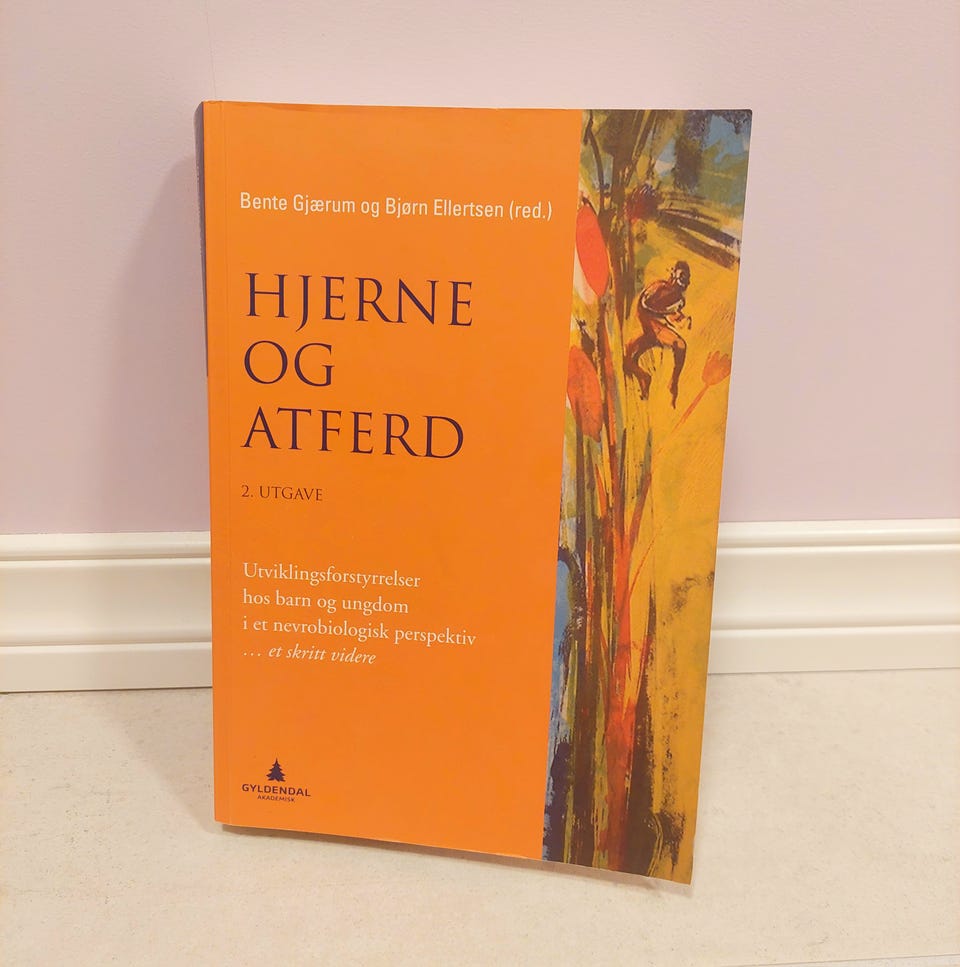 Bente Gjærum og Bjørn Ellertsen (red.)
HJERNE
OG
ATFERD
2. UTGAVE
Utviklingsforstyrrelser
hos barn og ungdom
i et nevrobiologisk perspektiv
… et skritt videre
GYLDENDAL
AKADEMISK